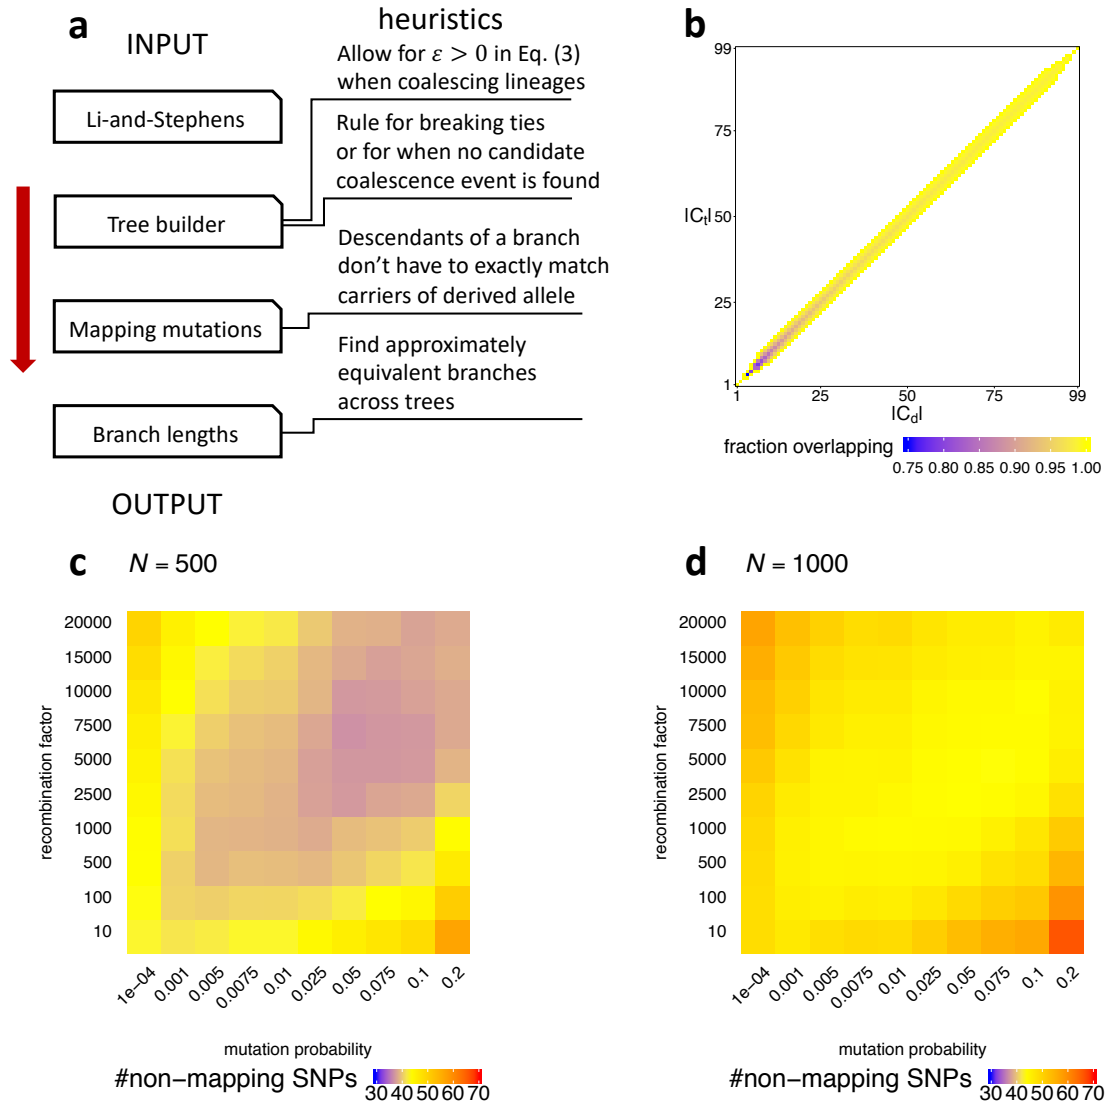 a
INPUT
heuristics
Allow for ε > 0 in Eq. (3)
when coalescing lineages
Li-and-Stephens
Rule for breaking ties
or for when no candidate
coalescence event is found
Tree builder
Descendants of a branch
don't have to exactly match
carriers of derived allele
Mapping mutations
Find approximately
equivalent branches
across trees
Branch lengths
OUTPUT
b
99
75
|Cₜ| 50
25
1
1 25 50 75 99
|C_d|
fraction overlapping
0.75 0.80 0.85 0.90 0.95 1.00
c N = 500
20000
15000
10000
7500
5000
2500
1000
500
100
10
recombination factor
1e−04 0.001 0.005 0.0075 0.01 0.025 0.05 0.075 0.1 0.2
mutation probability
#non−mapping SNPs
30 40 50 60 70
d N = 1000
20000
15000
10000
7500
5000
2500
1000
500
100
10
recombination factor
1e−04 0.001 0.005 0.0075 0.01 0.025 0.05 0.075 0.1 0.2
mutation probability
#non−mapping SNPs
30 40 50 60 70